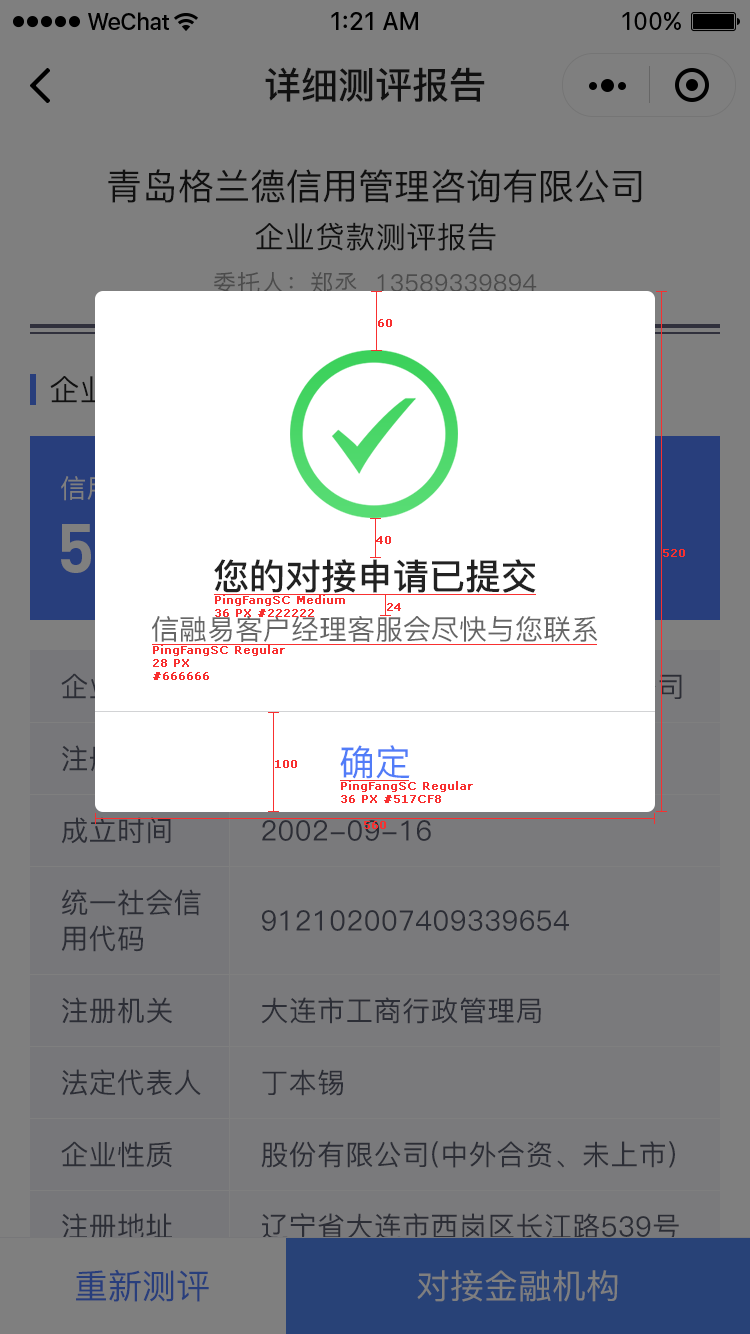 WeChat 1:21 AM 100%
详细测评报告
青岛格兰德信用管理咨询有限公司
企业贷款测评报告
委托人：郑丞 13589339894
60
企业
信用
5
40
520
您的对接申请已提交
PingFangSC Medium
36 PX #222222
24
信融易客户经理客服会尽快与您联系
PingFangSC Regular
28 PX
#666666
企业
司
注册
100
确定
PingFangSC Regular
36 PX #517CF8
560
成立时间 2002-09-16
统一社会信
用代码
912102007409339654
注册机关 大连市工商行政管理局
法定代表人 丁本锡
企业性质 股份有限公司(中外合资、未上市)
注册地址 辽宁省大连市西岗区长江路539号
重新测评 对接金融机构